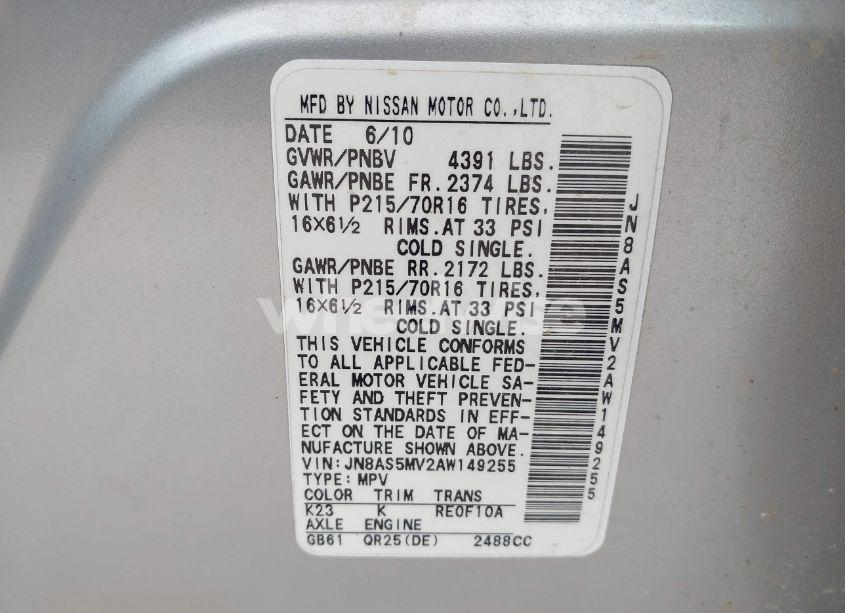 MFD BY NISSAN MOTOR CO.,LTD.
DATE 6/10
GVWR/PNBV 4391 LBS.
GAWR/PNBE FR. 2374 LBS.
WITH P215/70R16 TIRES,
16X6½ RIMS.AT 33 PSI
COLD SINGLE.
GAWR/PNBE RR. 2172 LBS.
WITH P215/70R16 TIRES,
16X6½ RIMS.AT 33 PSI
COLD SINGLE.
THIS VEHICLE CONFORMS
TO ALL APPLICABLE FED-
ERAL MOTOR VEHICLE SA-
FETY AND THEFT PREVEN-
TION STANDARDS IN EFF-
ECT ON THE DATE OF MA-
NUFACTURE SHOWN ABOVE.
VIN:JN8AS5MV2AW149255
TYPE:MPV
COLOR TRIM TRANS
K23 K RE0F10A
AXLE ENGINE
GB61 QR25(DE) 2488CC
JN8AS5MV2AW149255